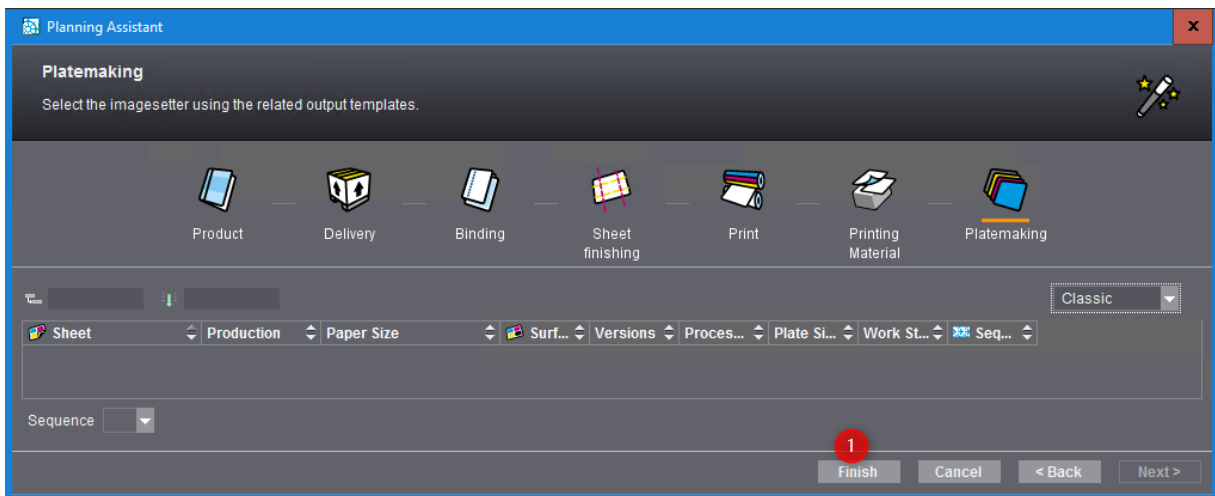 Planning Assistant
x
Platemaking
Select the imagesetter using the related output templates.
Product
Delivery
Binding
Sheet
finishing
Print
Printing
Material
Platemaking
Classic
Sheet
Production
Paper Size
Surf...
Versions
Proces...
Plate Si...
Work St...
Seq...
Sequence
1
Finish
Cancel
< Back
Next >